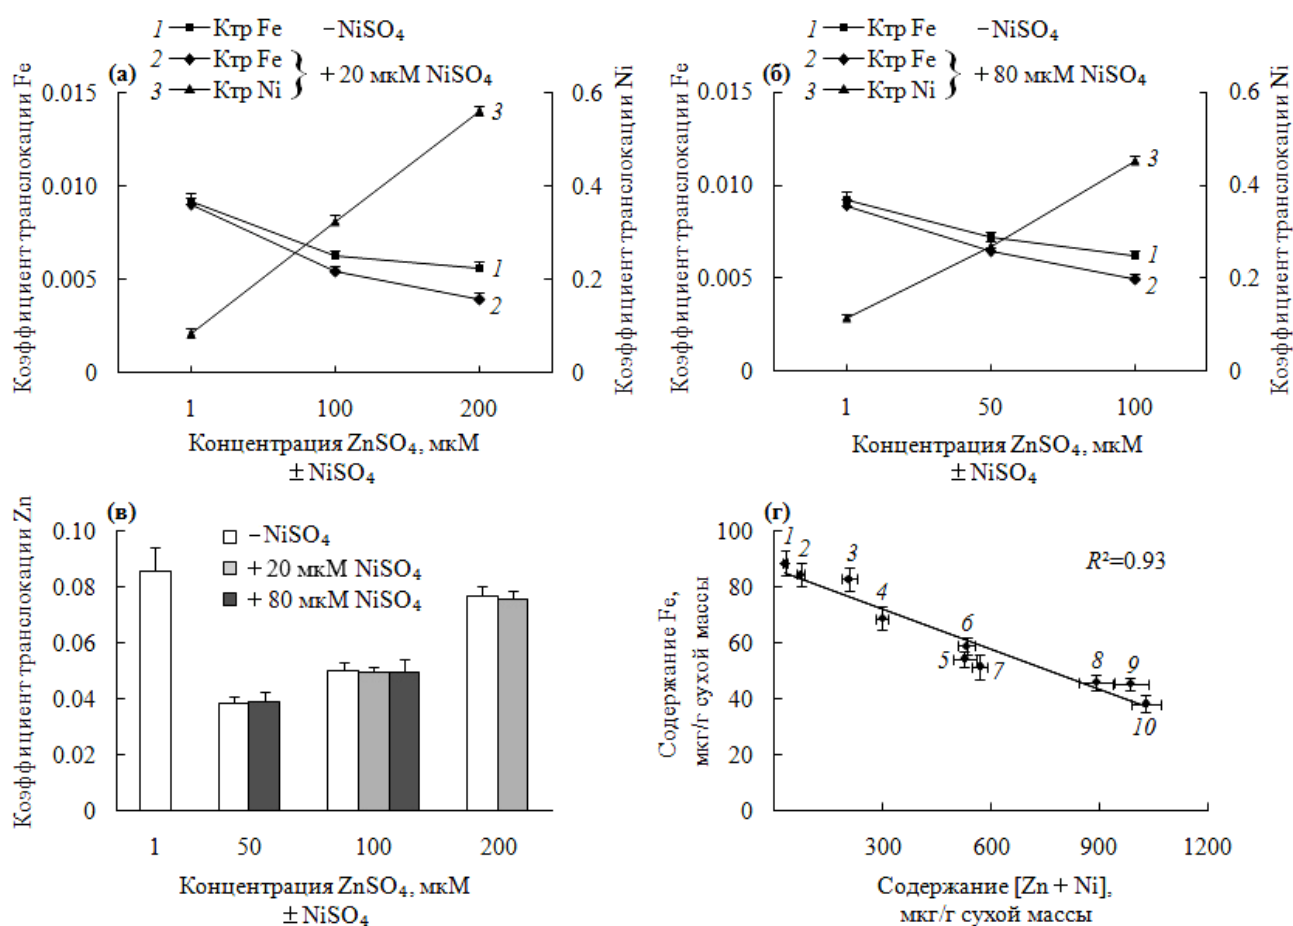 1 Ктр Fe –NiSO4
2 Ктр Fe
3 Ктр Ni
+ 20 мкМ NiSO4
(а)
Коэффициент транслокации Fe
0.015
0.010
0.005
0
Коэффициент транслокации Ni
0.6
0.4
0.2
0
3
1
2
1 100 200
Концентрация ZnSO4, мкМ
± NiSO4
1 Ктр Fe –NiSO4
2 Ктр Fe
3 Ктр Ni
+ 80 мкМ NiSO4
(б)
Коэффициент транслокации Fe
0.015
0.010
0.005
0
Коэффициент транслокации Ni
0.6
0.4
0.2
0
3
1
2
1 50 100
Концентрация ZnSO4, мкМ
± NiSO4
(в)
Коэффициент транслокации Zn
0.10
0.08
0.06
0.04
0.02
0
–NiSO4
+ 20 мкМ NiSO4
+ 80 мкМ NiSO4
1 50 100 200
Концентрация ZnSO4, мкМ
± NiSO4
(г)
Содержание Fe,
мкг/г сухой массы
100
80
60
40
20
0
R²=0.93
1 2 3
4
6
5 7
8 9
10
300 600 900 1200
Содержание [Zn + Ni],
мкг/г сухой массы